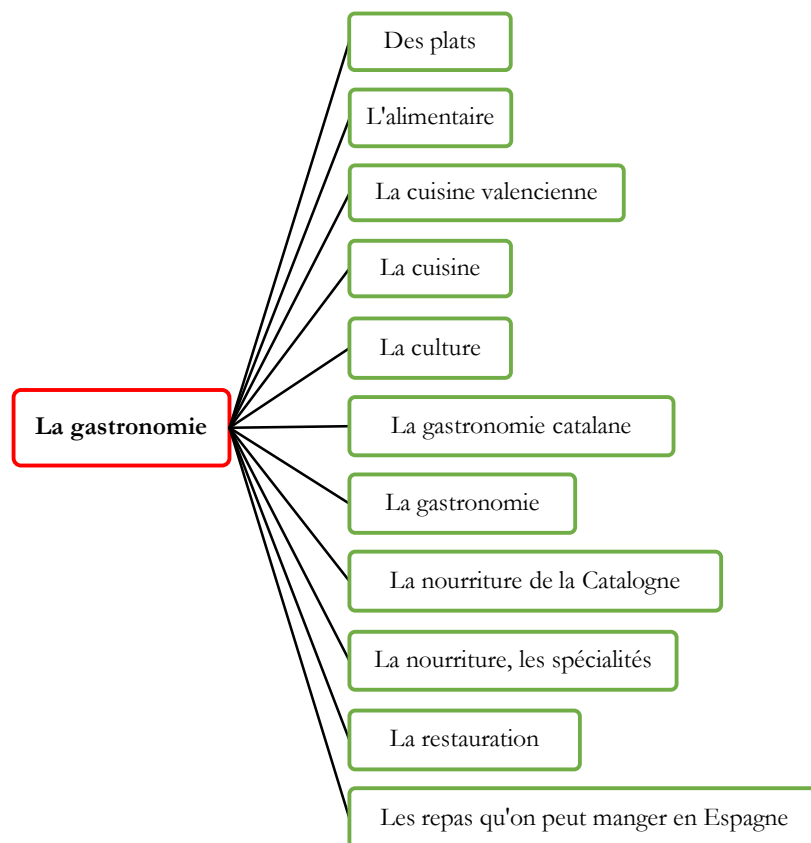 Des plats
L'alimentaire
La cuisine valencienne
La cuisine
La culture
La gastronomie
La gastronomie catalane
La gastronomie
La nourriture de la Catalogne
La nourriture, les spécialités
La restauration
Les repas qu'on peut manger en Espagne